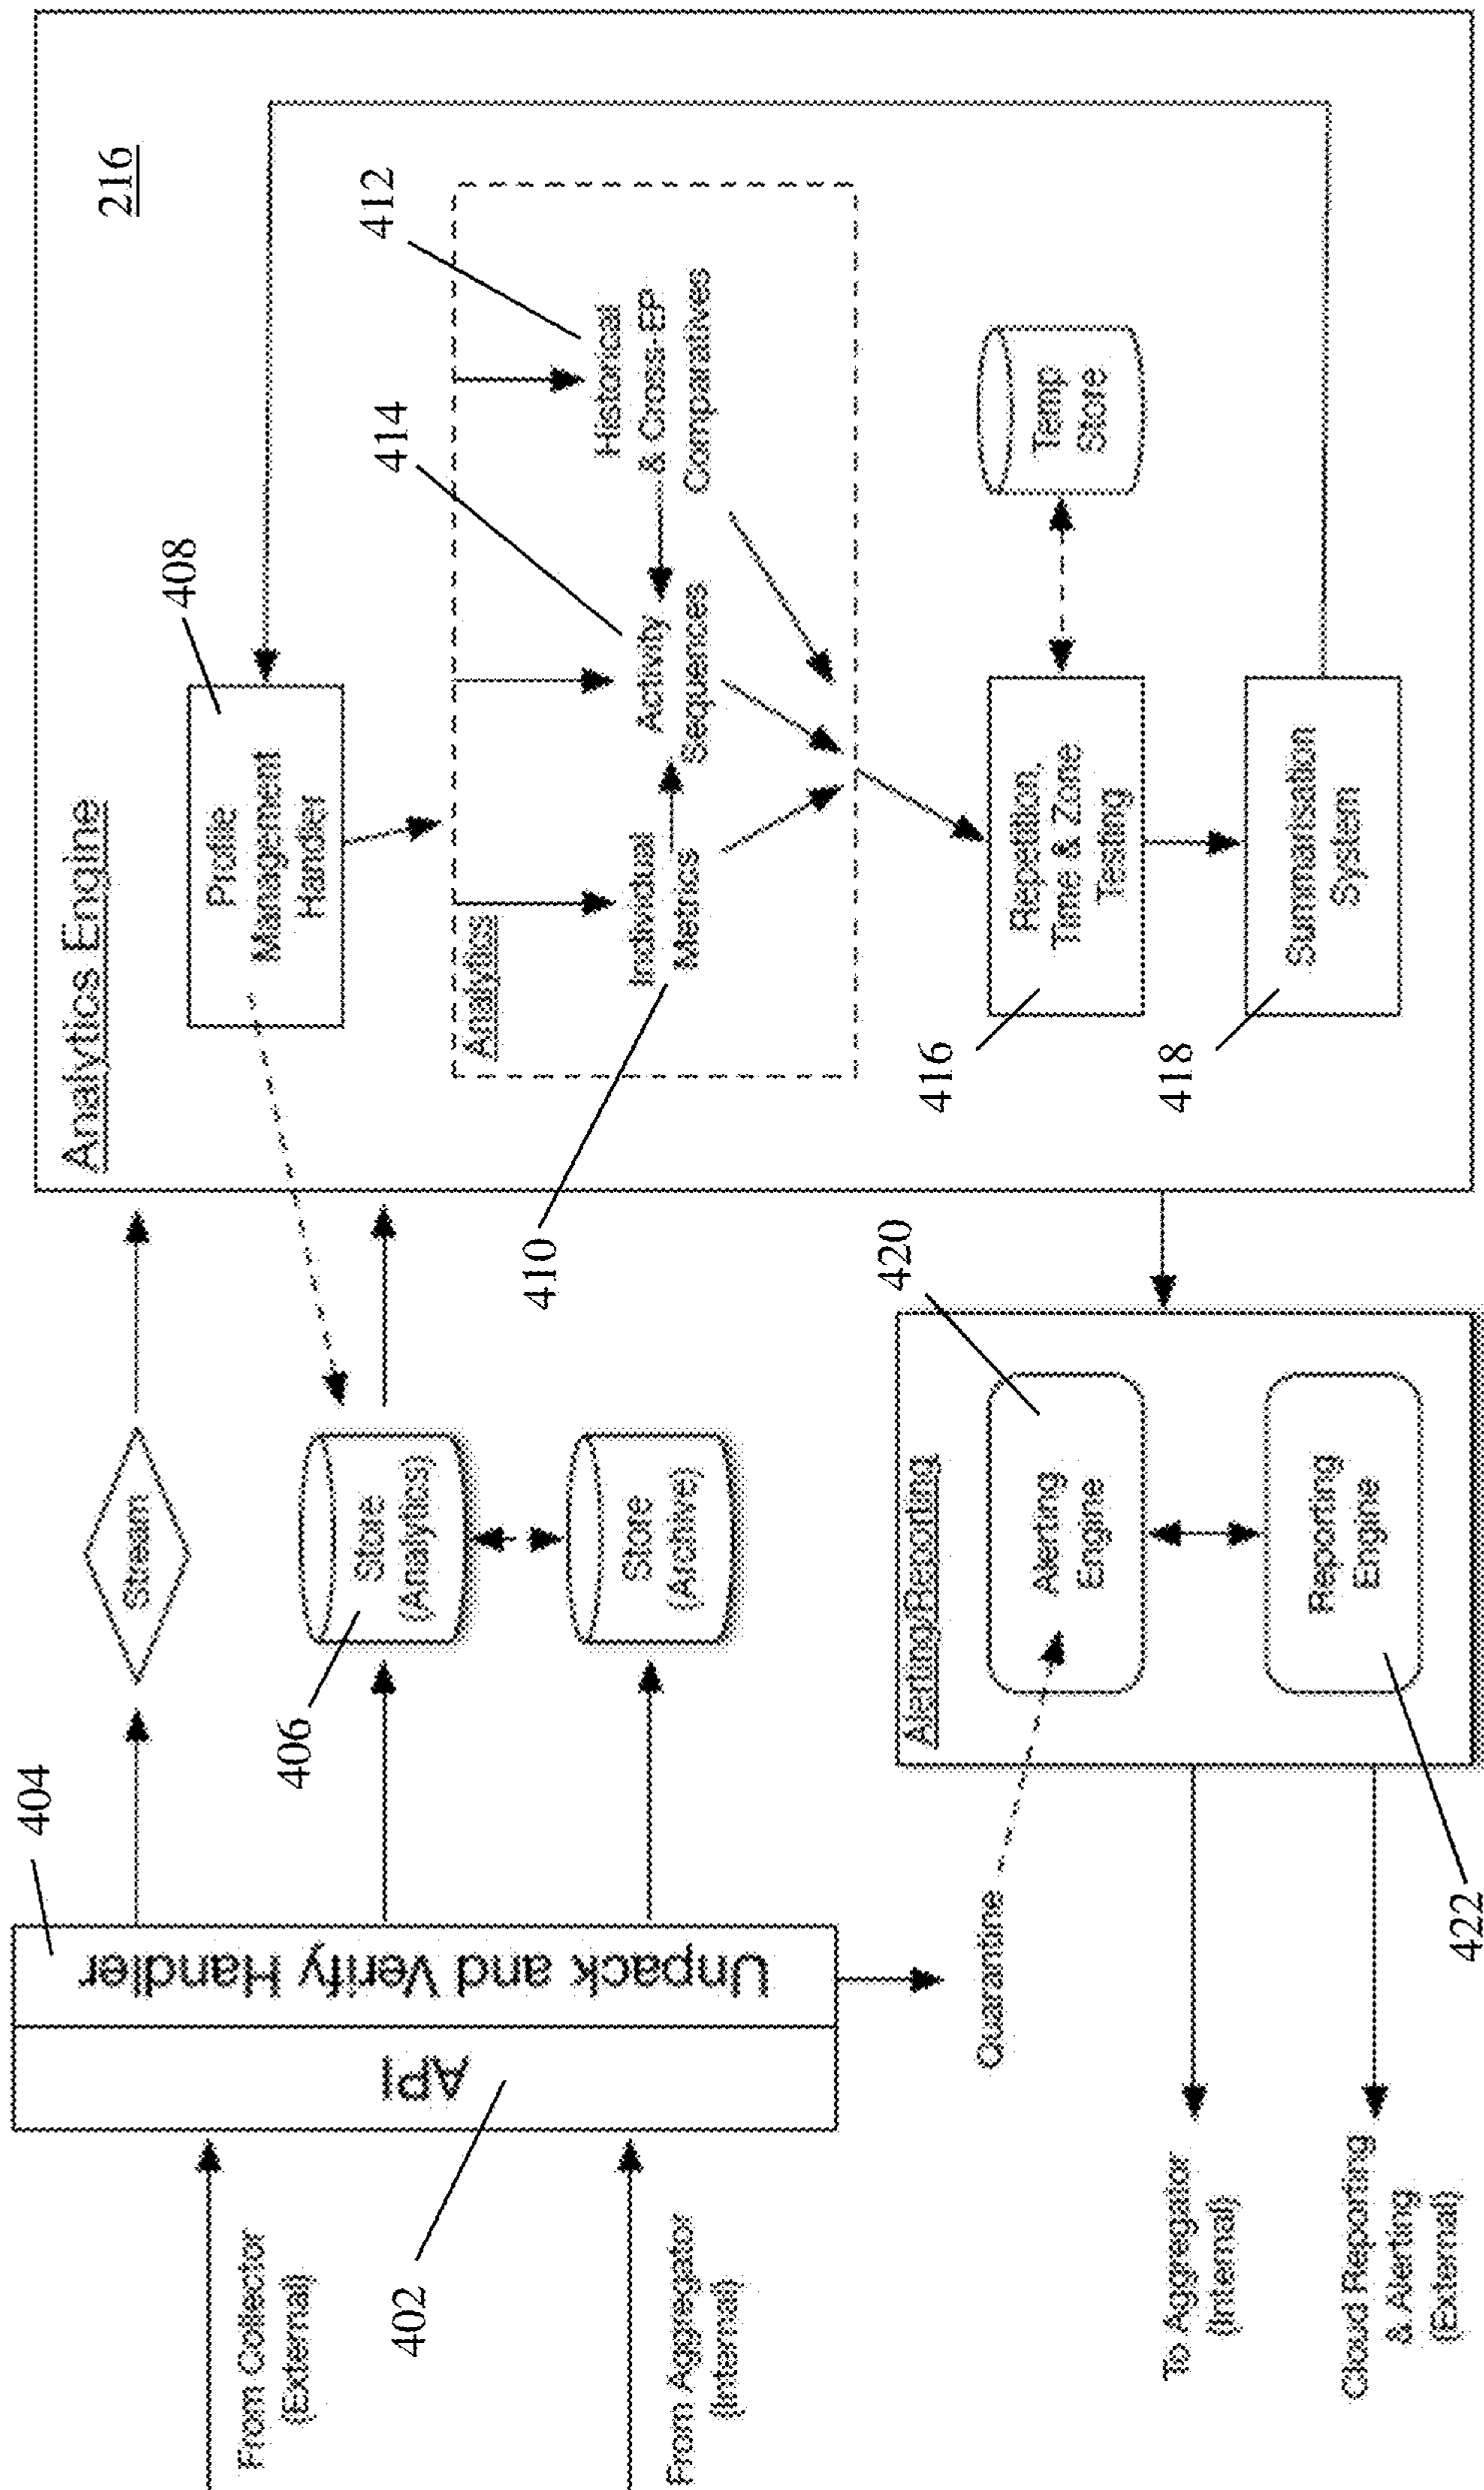 From Collector
(External)
From Aggregator
(Internal)
402
API
Unpack and Verify Handler
404
Stream
406
Store
(Analytics)
Store
(Archive)
Quarantine
Analytics Engine
216
408
Profile
Management
Handler
Analytics
410
Individual
Metrics
414
Activity
Sequences
412
Historical
& Cross-EP
Comparatives
416
Repetition,
Time & Zone
Testing
Temp
Store
418
Summarisation
System
Alerting/Reporting
420
Alerting
Engine
Reporting
Engine
422
To Aggregator
(Internal)
Cloud Reporting
& Alerting
(External)